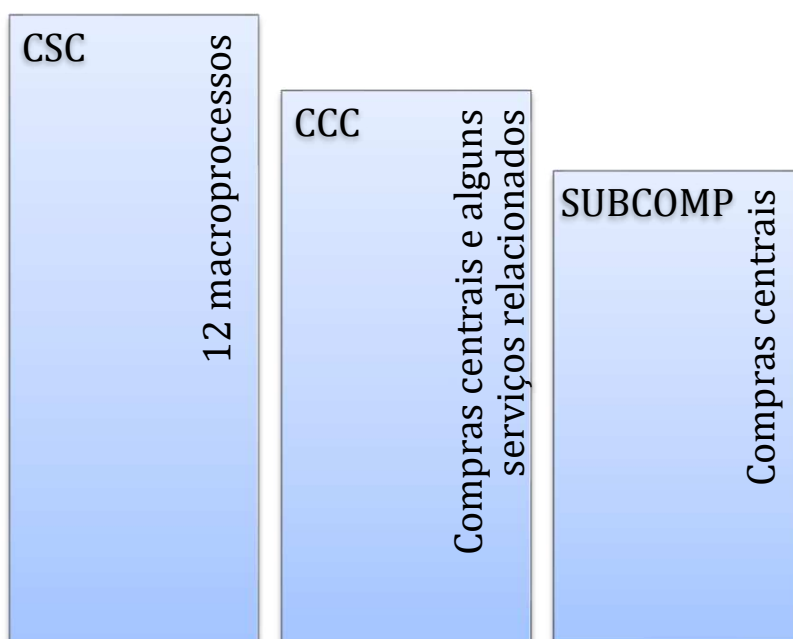 CSC
12 macroprocessos
CCC
Compras centrais e alguns
serviços relacionados
SUBCOMP
Compras centrais